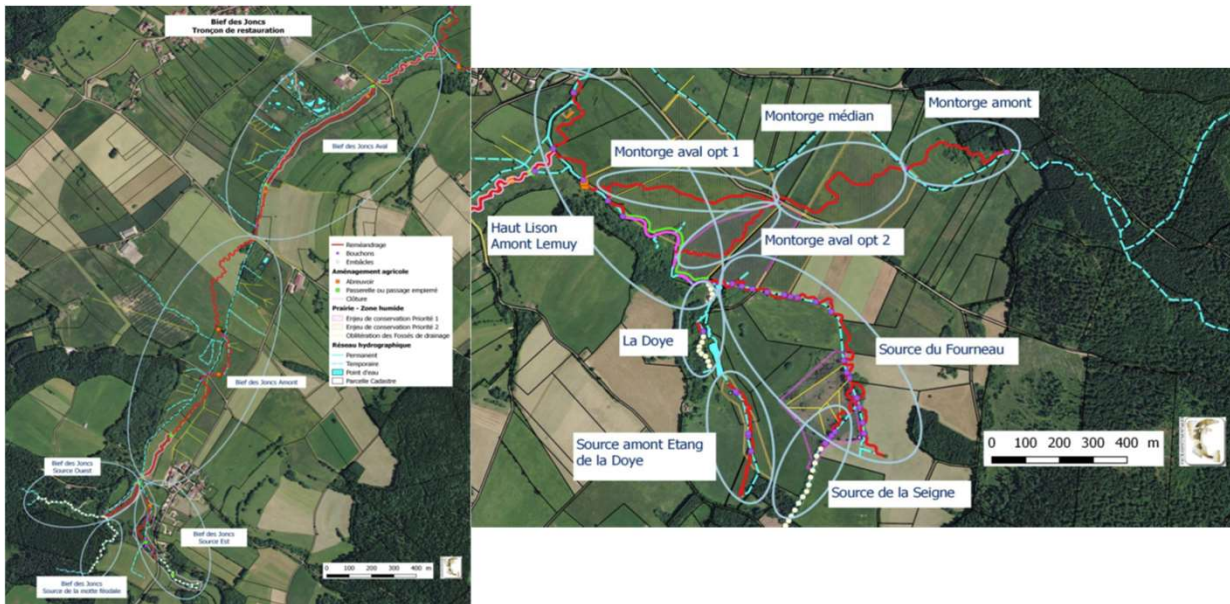 Bief des Joncs
Tronçon de restauration
Bief des Joncs Aval
Reméandrage
Bouchons
Embâcles
Aménagement agricole
Abreuvoir
Passerelle ou passage empierré
Clôture
Prairie - Zone humide
Enjeu de conservation Priorité 1
Enjeu de conservation Priorité 2
Oblitération des Fossés de drainage
Réseau hydrographique
Permanent
Temporaire
Point d'eau
Parcelle Cadastre
Bief des Joncs Amont
Bief des Joncs
Source Ouest
Bief des Joncs
Source Est
Bief des Joncs
Source de la motte féodale
0 100 200 300 400 m
Montorge amont
Montorge médian
Montorge aval opt 1
Haut Lison
Amont Lemuy
Montorge aval opt 2
La Doye
Source du Fourneau
Source amont Etang
de la Doye
Source de la Seigne
0 100 200 300 400 m